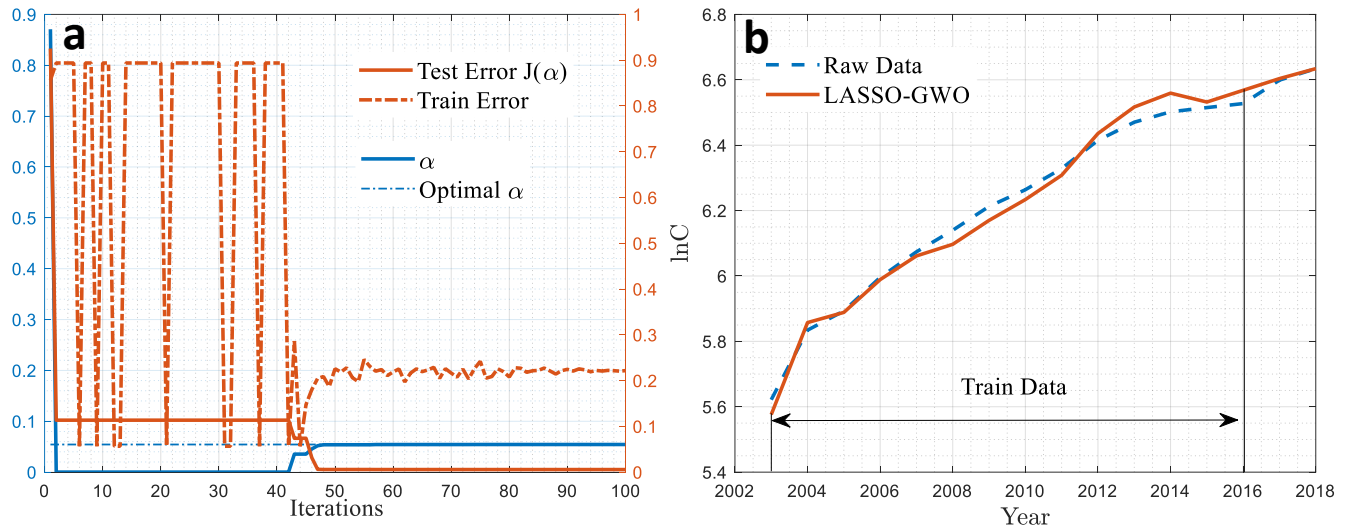 a
0.9
0.8
0.7
0.6
0.5
0.4
0.3
0.2
0.1
0
1
0.9
0.8
0.7
0.6
0.5
0.4
0.3
0.2
0.1
0
Test Error J(α)
Train Error
α
Optimal α
0 10 20 30 40 50 60 70 80 90 100
Iterations
b
6.8
6.6
6.4
6.2
6
5.8
5.6
5.4
lnC
Raw Data
LASSO-GWO
Train Data
2002 2004 2006 2008 2010 2012 2014 2016 2018
Year